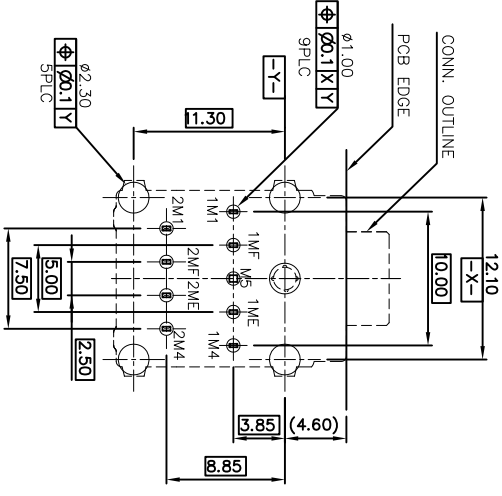 CONN. OUTLINE
PCB EDGE
ø1.00
⌖ Ø0.1 X Y
9PLC
-Y-
11.30
ø2.30
⌖ Ø0.1 Y
5PLC
12.10
-X-
10.00
1M1
1MF
M5
1ME
1M4
2M1
2MF
2ME
2M4
7.50
5.00
2.50
3.85
(4.60)
8.85